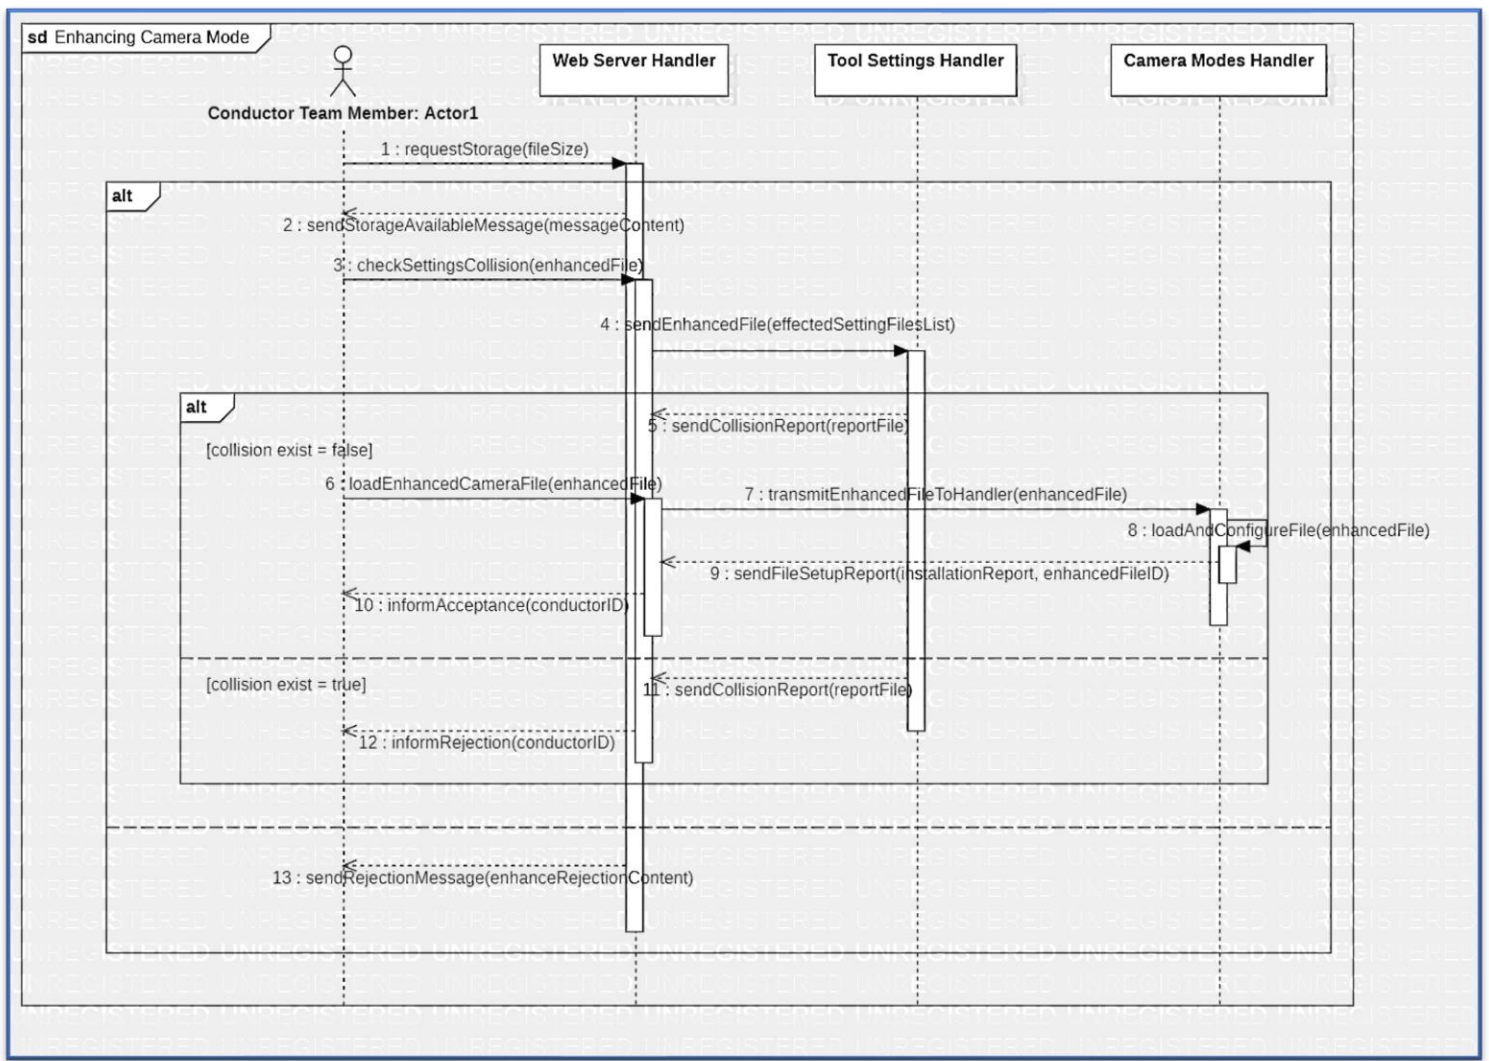 sd Enhancing Camera Mode
Conductor Team Member: Actor1
Web Server Handler
Tool Settings Handler
Camera Modes Handler
1 : requestStorage(fileSize)
alt
2 : sendStorageAvailableMessage(messageContent)
3 : checkSettingsCollision(enhancedFile)
4 : sendEnhancedFile(effectedSettingFilesList)
alt
5 : sendCollisionReport(reportFile)
[collision exist = false]
6 : loadEnhancedCameraFile(enhancedFile)
7 : transmitEnhancedFileToHandler(enhancedFile)
8 : loadAndConfigureFile(enhancedFile)
9 : sendFileSetupReport(installationReport, enhancedFileID)
10 : informAcceptance(conductorID)
[collision exist = true]
11 : sendCollisionReport(reportFile)
12 : informRejection(conductorID)
13 : sendRejectionMessage(enhanceRejectionContent)
UNREGISTERED